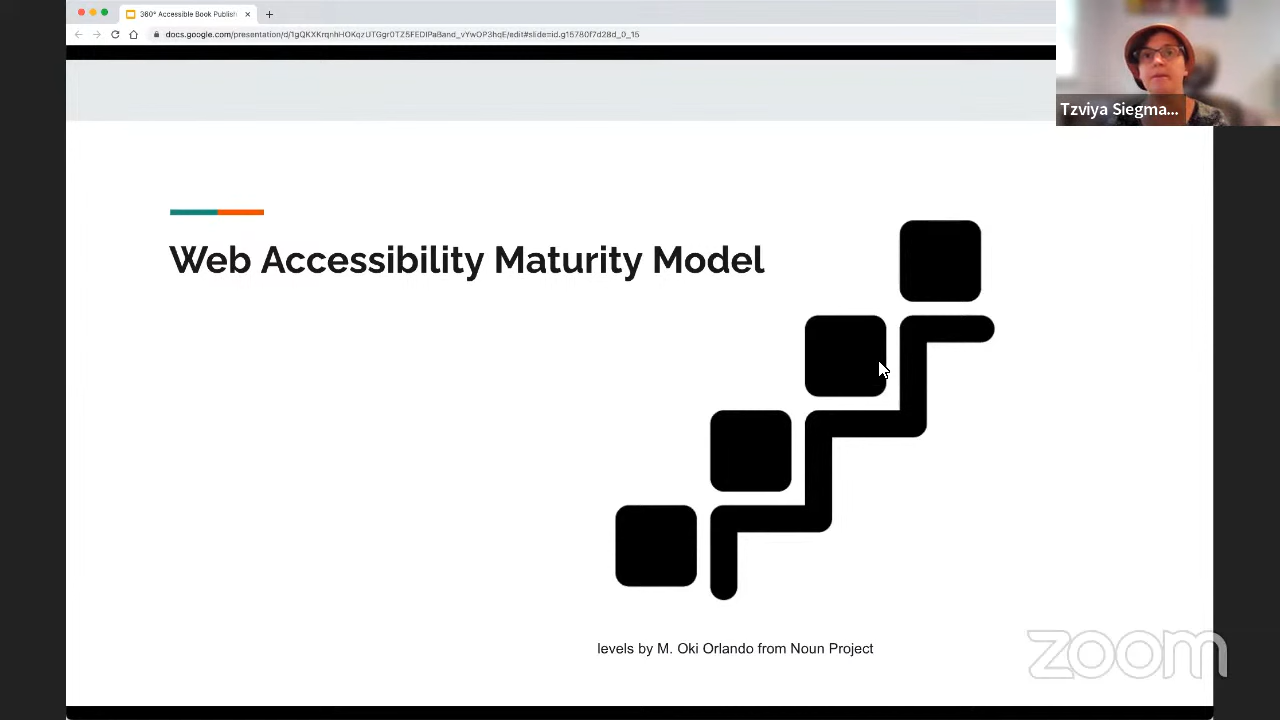 360° Accessible Book Publish
docs.google.com/presentation/d/1gQKXKrqnhHOKqzUTGgr0TZ5FEDIPaBand_vYwOP3hqE/edit#slide=id.g15780f7d28d_0_15
Tzviya Siegma...
Web Accessibility Maturity Model
levels by M. Oki Orlando from Noun Project
zoom